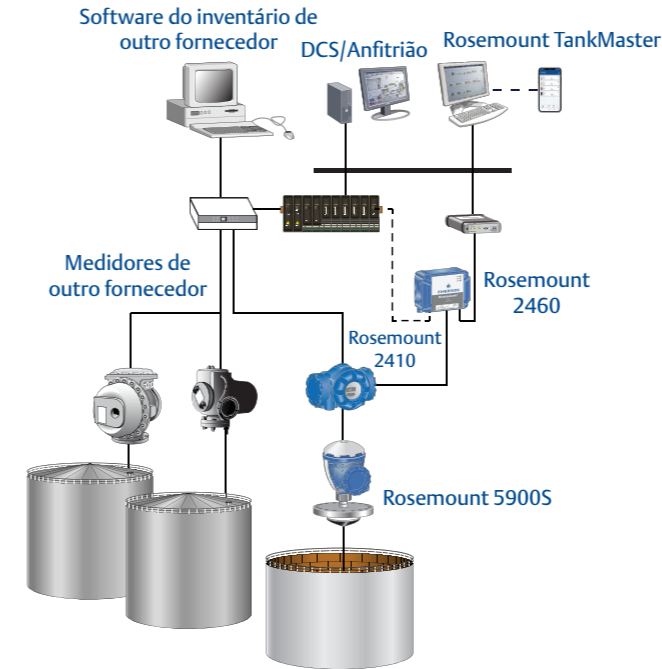 Software do inventário de
outro fornecedor
DCS/Anfitrião
Rosemount TankMaster
Medidores de
outro fornecedor
Rosemount
2460
Rosemount
2410
Rosemount 5900S